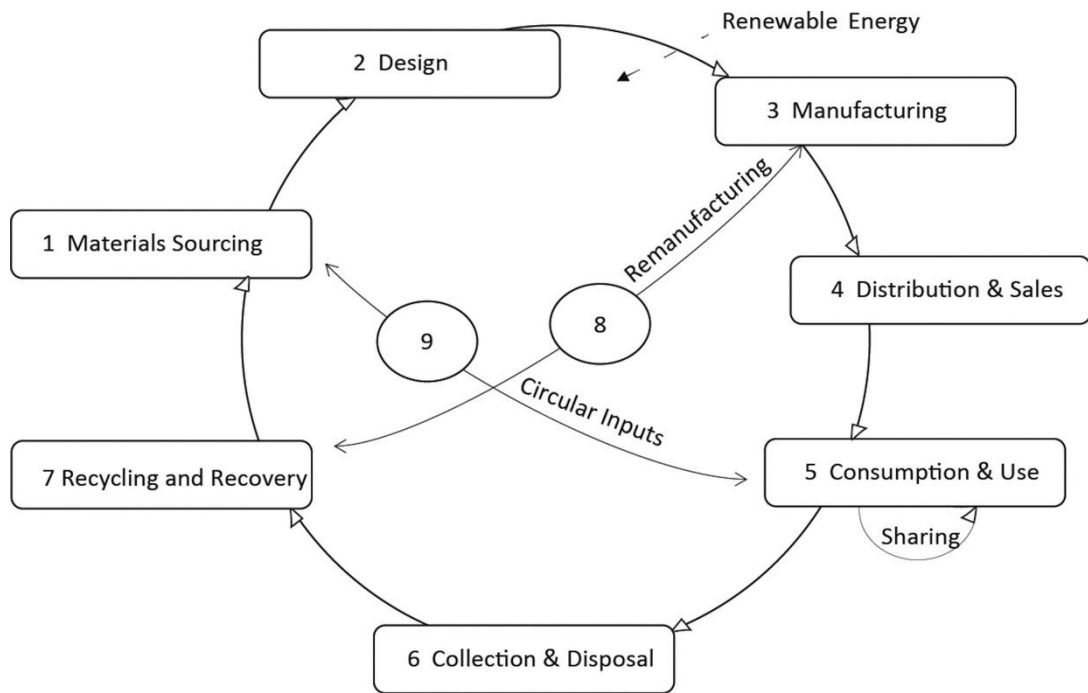 Renewable Energy
2 Design
3 Manufacturing
Remanufacturing
1 Materials Sourcing
4 Distribution & Sales
8
9
Circular Inputs
7 Recycling and Recovery
5 Consumption & Use
Sharing
6 Collection & Disposal